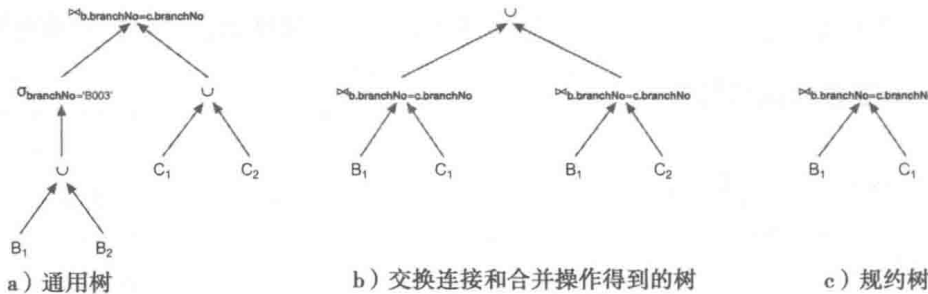 ⋈b.branchNo=c.branchNo
∪
σbranchNo='B003'
∪
⋈b.branchNo=c.branchNo
⋈b.branchNo=c.branchNo
⋈b.branchNo=c.branchNo
∪
C1
C2
B1
C1
B1
C2
B1
C1
B1
B2
a）通用树
b）交换连接和合并操作得到的树
c）规约树